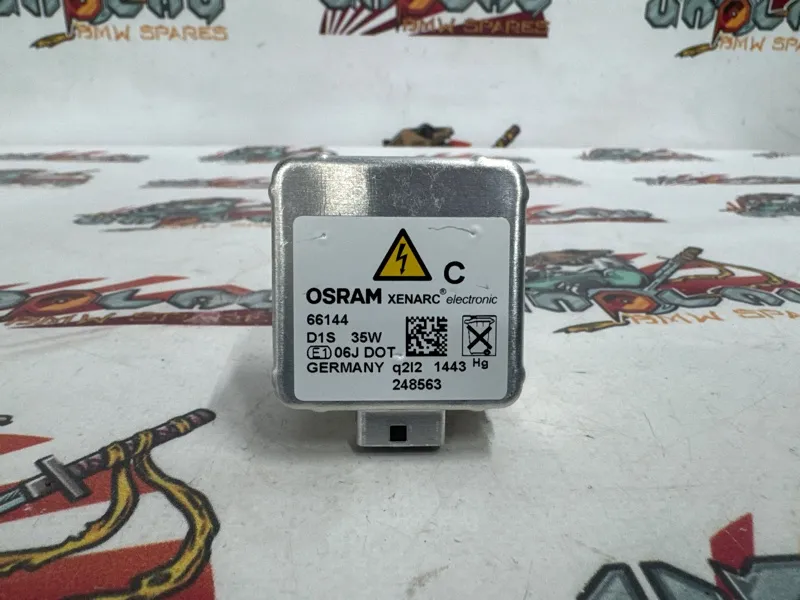 BMW SPARES
BMW SPARES
C
OSRAM XENARC® electronic
66144
D1S 35W
E1 06J DOT
Hg
GERMANY q2I2 1443
248563